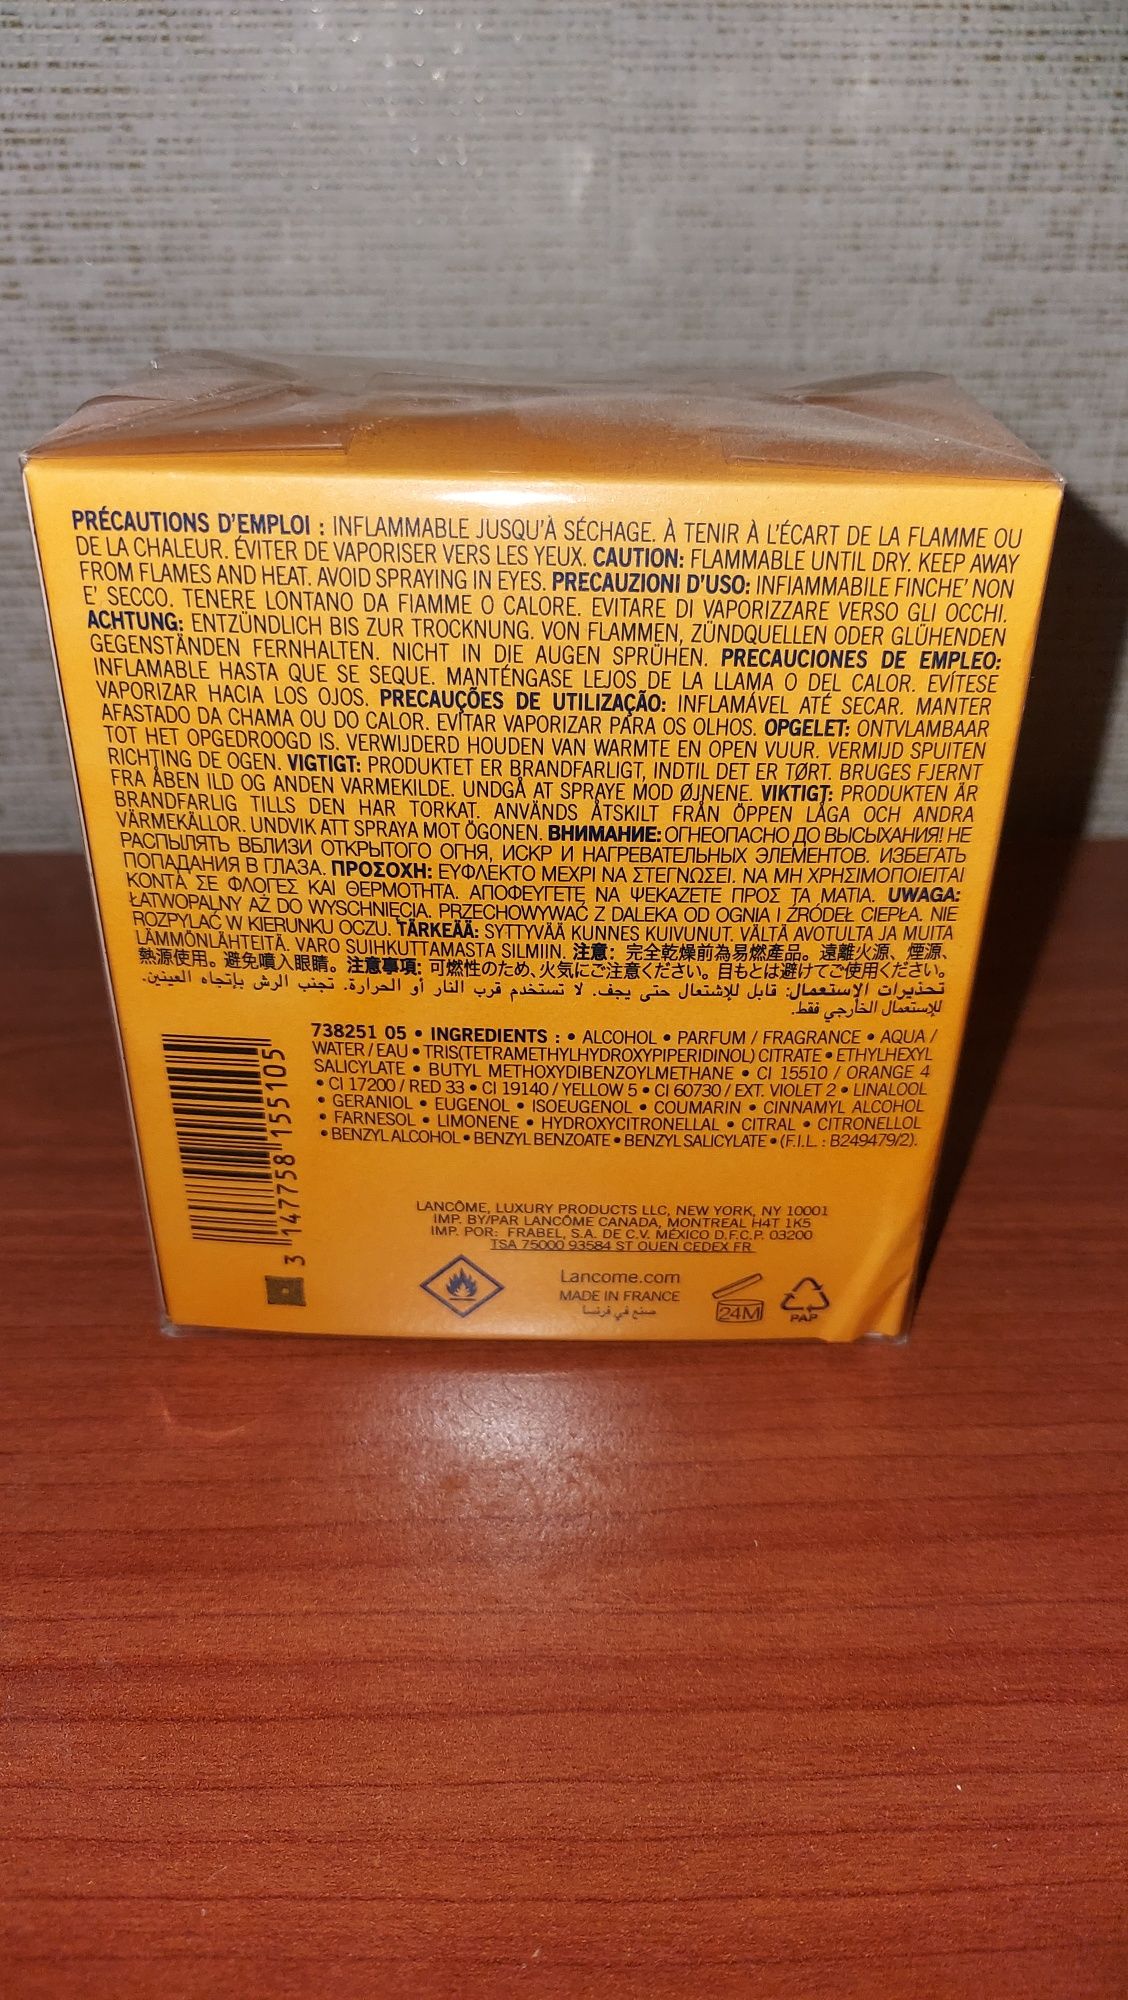 PRÉCAUTIONS D'EMPLOI : INFLAMMABLE JUSQU'À SÉCHAGE. À TENIR À L'ÉCART DE LA FLAMME OU
DE LA CHALEUR. ÉVITER DE VAPORISER VERS LES YEUX. CAUTION: FLAMMABLE UNTIL DRY. KEEP AWAY
FROM FLAMES AND HEAT. AVOID SPRAYING IN EYES. PRECAUZIONI D'USO: INFIAMMABILE FINCHE' NON
E' SECCO. TENERE LONTANO DA FIAMME O CALORE. EVITARE DI VAPORIZZARE VERSO GLI OCCHI.
ACHTUNG: ENTZÜNDLICH BIS ZUR TROCKNUNG. VON FLAMMEN, ZÜNDQUELLEN ODER GLÜHENDEN
GEGENSTÄNDEN FERNHALTEN. NICHT IN DIE AUGEN SPRÜHEN. PRECAUCIONES DE EMPLEO:
INFLAMABLE HASTA QUE SE SEQUE. MANTÉNGASE LEJOS DE LA LLAMA O DEL CALOR. EVÍTESE
VAPORIZAR HACIA LOS OJOS. PRECAUÇÕES DE UTILIZAÇÃO: INFLAMÁVEL ATÉ SECAR. MANTER
AFASTADO DA CHAMA OU DO CALOR. EVITAR VAPORIZAR PARA OS OLHOS. OPGELET: ONTVLAMBAAR
TOT HET OPGEDROOGD IS. VERWIJDERD HOUDEN VAN WARMTE EN OPEN VUUR. VERMIJD SPUITEN
RICHTING DE OGEN. VIGTIGT: PRODUKTET ER BRANDFARLIGT, INDTIL DET ER TØRT. BRUGES FJERNT
FRA ÅBEN ILD OG ANDEN VARMEKILDE. UNDGÅ AT SPRAYE MOD ØJNENE. VIKTIGT: PRODUKTEN ÄR
BRANDFARLIG TILLS DEN HAR TORKAT. ANVÄNDS ÅTSKILT FRÅN ÖPPEN LÅGA OCH ANDRA
VÄRMEKÄLLOR. UNDVIK ATT SPRAYA MOT ÖGONEN. ВНИМАНИЕ: ОГНЕОПАСНО ДО ВЫСЫХАНИЯ! НЕ
РАСПЫЛЯТЬ ВБЛИЗИ ОТКРЫТОГО ОГНЯ, ИСКР И НАГРЕВАТЕЛЬНЫХ ЭЛЕМЕНТОВ. ИЗБЕГАТЬ
ПОПАДАНИЯ В ГЛАЗА. ΠΡΟΣΟΧΗ: ΕΥΦΛΕΚΤΟ ΜΕΧΡΙ ΝΑ ΣΤΕΓΝΩΣΕΙ. ΝΑ ΜΗ ΧΡΗΣΙΜΟΠΟΙΕΙΤΑΙ
ΚΟΝΤΑ ΣΕ ΦΛΟΓΕΣ ΚΑΙ ΘΕΡΜΟΤΗΤΑ. ΑΠΟΦΕΥΓΕΤΕ ΝΑ ΨΕΚΑΖΕΤΕ ΠΡΟΣ ΤΑ ΜΑΤΙΑ. UWAGA:
ŁATWOPALNY AŻ DO WYSCHNIĘCIA. PRZECHOWYWAĆ Z DALEKA OD OGNIA I ŹRÓDEŁ CIEPŁA. NIE
ROZPYLAĆ W KIERUNKU OCZU. TÄRKEÄÄ: SYTTYVÄÄ KUNNES KUIVUNUT. VÄLTÄ AVOTULTA JA MUITA
LÄMMÖNLÄHTEITÄ. VARO SUIHKUTTAMASTA SILMIIN. 注意：完全乾燥前為易燃產品。遠離火源、煙源、
熱源使用。避免噴入眼睛。注意事項: 可燃性のため、火気にご注意ください。目もとは避けてご使用ください。
تحذيرات الإستعمال: قابل للإشتعال حتى يجف. لا تستخدم قرب النار أو الحرارة. تجنب الرش بإتجاه العينين.
للإستعمال الخارجي فقط.
738251 05 • INGREDIENTS : • ALCOHOL • PARFUM / FRAGRANCE • AQUA /
WATER / EAU • TRIS(TETRAMETHYLHYDROXYPIPERIDINOL) CITRATE • ETHYLHEXYL
SALICYLATE • BUTYL METHOXYDIBENZOYLMETHANE • CI 15510 / ORANGE 4
• CI 17200 / RED 33 • CI 19140 / YELLOW 5 • CI 60730 / EXT. VIOLET 2 • LINALOOL
• GERANIOL • EUGENOL • ISOEUGENOL • COUMARIN • CINNAMYL ALCOHOL
• FARNESOL • LIMONENE • HYDROXYCITRONELLAL • CITRAL • CITRONELLOL
• BENZYL ALCOHOL • BENZYL BENZOATE • BENZYL SALICYLATE • (F.I.L. : B249479/2).
3 147758 155105
LANCÔME, LUXURY PRODUCTS LLC, NEW YORK, NY 10001
IMP. BY/PAR LANCÔME CANADA, MONTREAL H4T 1K5
IMP. POR: FRABEL, S.A. DE C.V. MÉXICO D.F.C.P. 03200
TSA 75000 93584 ST OUEN CEDEX FR
Lancome.com
MADE IN FRANCE
صنع في فرنسا
24M
PAP